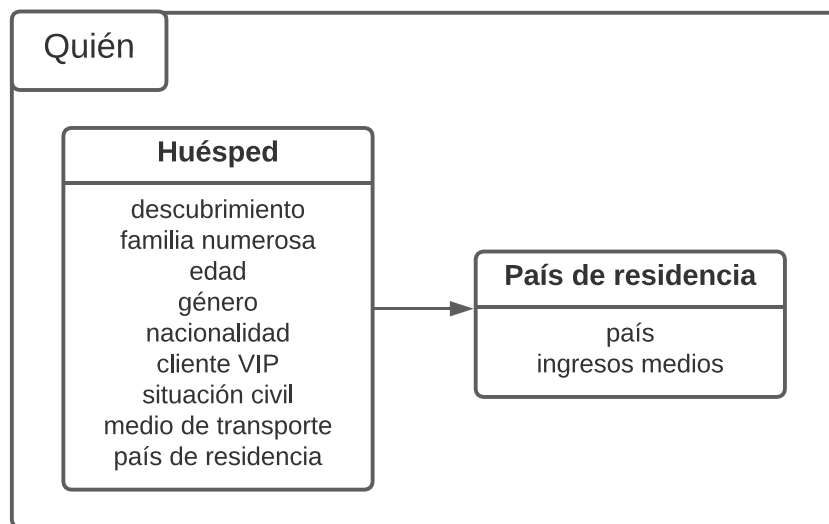 Quién
Huésped
descubrimiento
familia numerosa
edad
género
nacionalidad
cliente VIP
situación civil
medio de transporte
país de residencia
País de residencia
país
ingresos medios